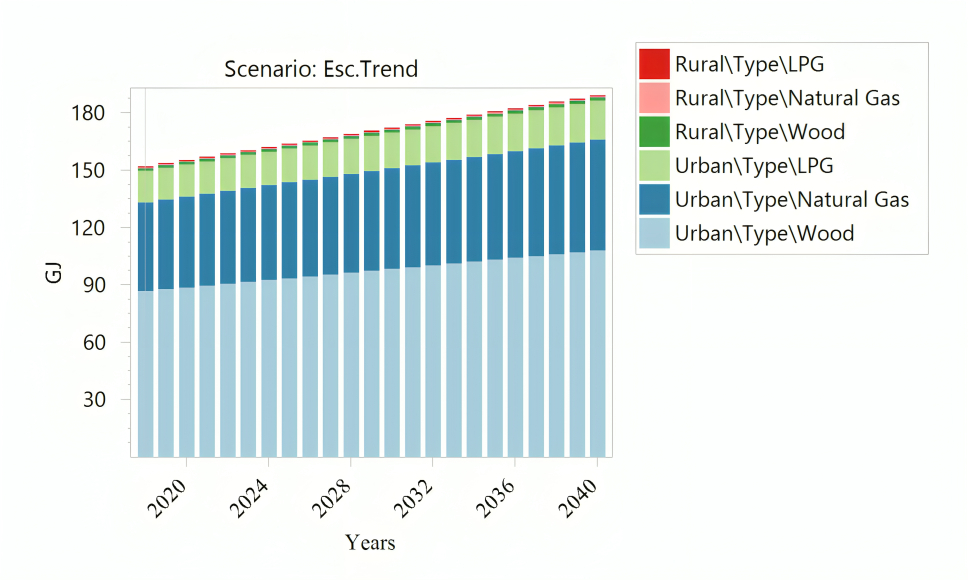 Scenario: Esc.Trend
GJ
180
150
120
90
60
30
2020
2024
2028
2032
2036
2040
Years
Rural\Type\LPG
Rural\Type\Natural Gas
Rural\Type\Wood
Urban\Type\LPG
Urban\Type\Natural Gas
Urban\Type\Wood